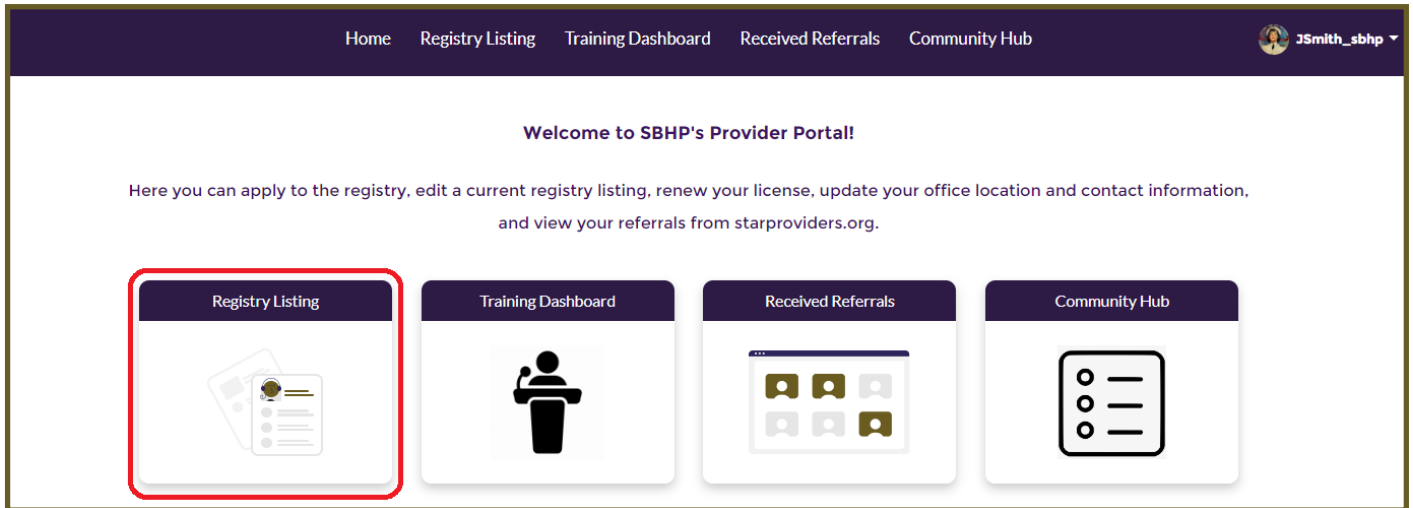 Home Registry Listing Training Dashboard Received Referrals Community Hub JSmith_sbhp
Welcome to SBHP's Provider Portal!
Here you can apply to the registry, edit a current registry listing, renew your license, update your office location and contact information,
and view your referrals from starproviders.org.
Registry Listing Training Dashboard Received Referrals Community Hub